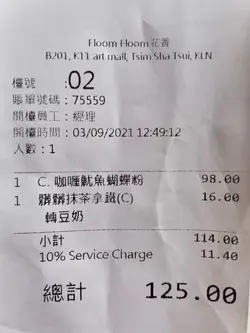 Floom Floom 花茜
B201, K11 art mall, Tsim Sha Tsui, KLN
檯號 :02
賬單號碼：75559
開檯員工：經理
開檯時間：03/09/2021 12:49:12
人數：1
1 C. 咖喱魷魚蝴蝶粉 98.00
1 髒髒抹茶拿鐵(C) 16.00
轉豆奶
小計 114.00
10% Service Charge 11.40
總計 125.00